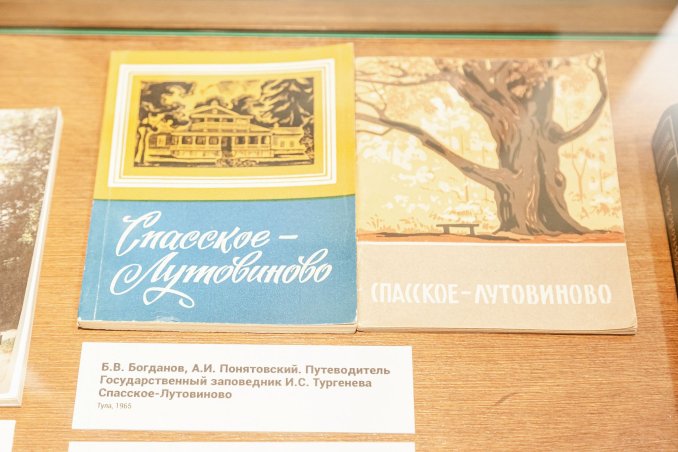 Спасское –
Лутовиново
СПАССКОЕ–ЛУТОВИНОВО
Б.В. Богданов, А.И. Понятовский. Путеводитель
Государственный заповедник И.С. Тургенева
Спасское-Лутовиново
Тула, 1965